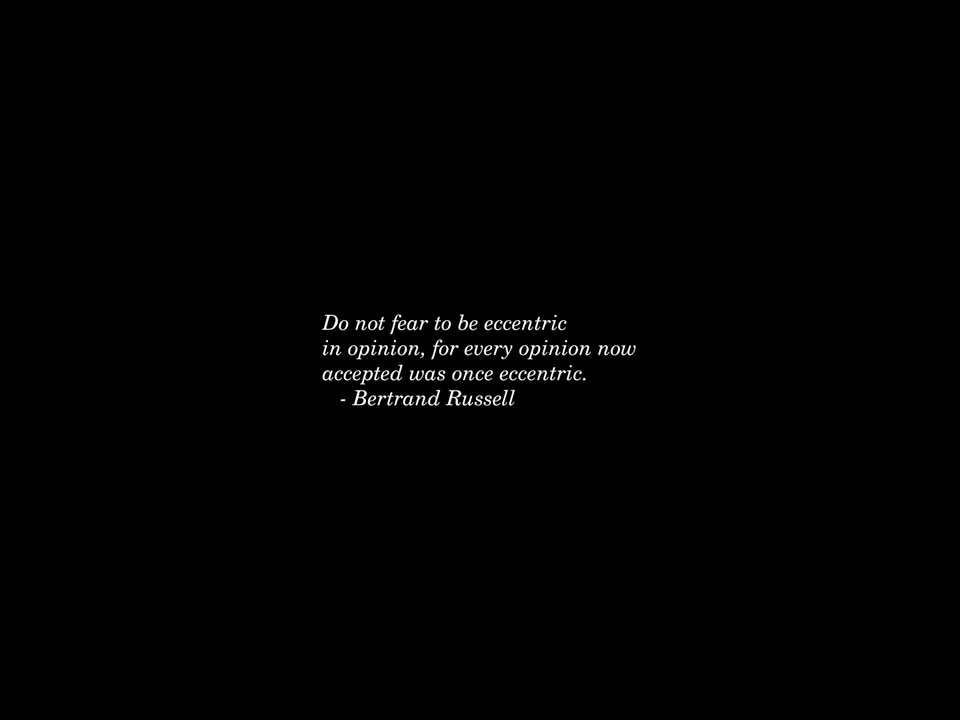 Do not fear to be eccentric
in opinion, for every opinion now
accepted was once eccentric.
- Bertrand Russell